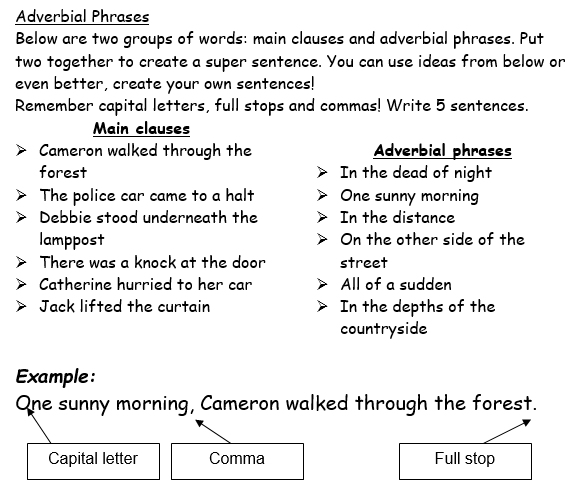 Adverbial Phrases
Below are two groups of words: main clauses and adverbial phrases. Put
two together to create a super sentence. You can use ideas from below or
even better, create your own sentences!
Remember capital letters, full stops and commas! Write 5 sentences.
Main clauses
➢ Cameron walked through the
forest
➢ The police car came to a halt
➢ Debbie stood underneath the
lamppost
➢ There was a knock at the door
➢ Catherine hurried to her car
➢ Jack lifted the curtain
Adverbial phrases
➢ In the dead of night
➢ One sunny morning
➢ In the distance
➢ On the other side of the
street
➢ All of a sudden
➢ In the depths of the
countryside
Example:
One sunny morning, Cameron walked through the forest.
Capital letter
Comma
Full stop